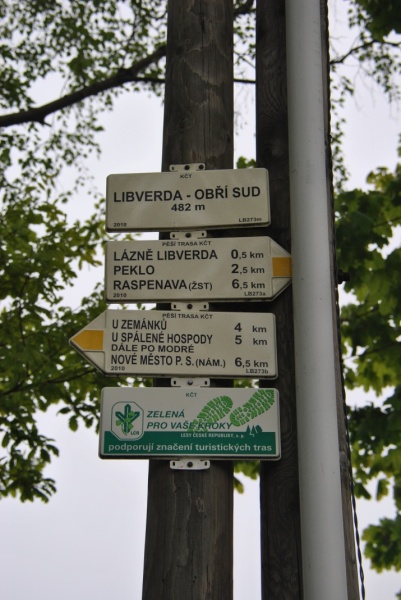 KČT
LIBVERDA - OBŘÍ SUD
482 m
2010 LB273m
PĚŠÍ TRASA KČT
LÁZNĚ LIBVERDA 0,5 km
PEKLO 2,5 km
RASPENAVA (ŽST) 6,5 km
2010 LB273a
PĚŠÍ TRASA KČT
U ZEMÁNKŮ 4 km
U SPÁLENÉ HOSPODY 5 km
DÁLE PO MODRÉ
NOVÉ MĚSTO P. S. (NÁM.) 6,5 km
2010 LB273b
KČT
ZELENÁ
PRO VAŠE KROKY
LESY ČESKÉ REPUBLIKY, s. p.
LČR
podporují značení turistických tras